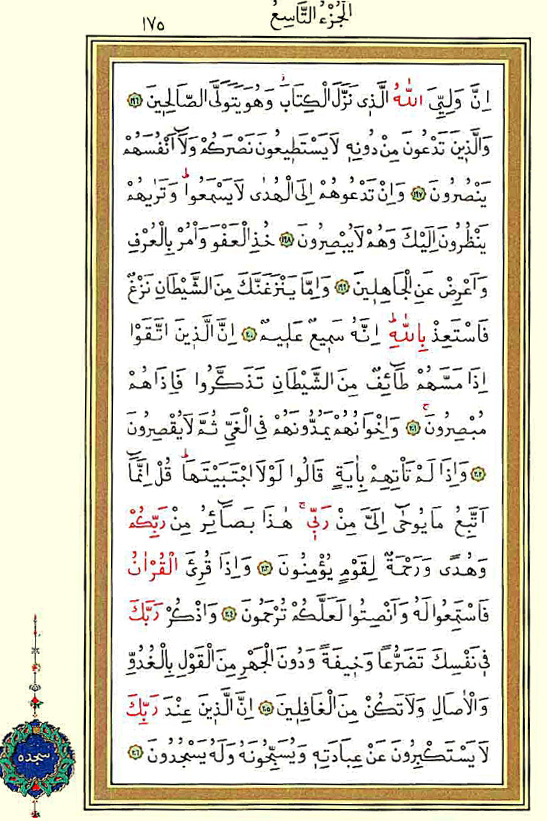 الجزء التاسع
١٧٥
اِنَّ وَلِيِّيَ اللّٰهُ الَّذ۪ي نَزَّلَ الْكِتَابَۘ وَهُوَ يَتَوَلَّى الصَّالِح۪ينَ ﴿١٩٦﴾
وَالَّذ۪ينَ تَدْعُونَ مِنْ دُونِه۪ لَا يَسْتَط۪يعُونَ نَصْرَكُمْ وَلَٓا اَنْفُسَهُمْ
يَنْصُرُونَ ﴿١٩٧﴾ وَاِنْ تَدْعُوهُمْ اِلَى الْهُدٰى لَا يَسْمَعُواۜ وَتَرٰيهُمْ
يَنْظُرُونَ اِلَيْكَ وَهُمْ لَا يُبْصِرُونَ ﴿١٩٨﴾ خُذِ الْعَفْوَ وَأْمُرْ بِالْعُرْفِ
وَاَعْرِضْ عَنِ الْجَاهِل۪ينَ ﴿١٩٩﴾ وَاِمَّا يَنْزَغَنَّكَ مِنَ الشَّيْطَانِ نَزْغٌ
فَاسْتَعِذْ بِاللّٰهِۜ اِنَّهُ سَم۪يعٌ عَل۪يمٌ ﴿٢٠٠﴾ اِنَّ الَّذ۪ينَ اتَّقَوْا
اِذَا مَسَّهُمْ طَٓائِفٌ مِنَ الشَّيْطَانِ تَذَكَّرُوا فَاِذَا هُمْ
مُبْصِرُونَۚ ﴿٢٠١﴾ وَاِخْوَانُهُمْ يَمُدُّونَهُمْ فِي الْغَيِّ ثُمَّ لَا يُقْصِرُونَ
﴿٢٠٢﴾ وَاِذَا لَمْ تَأْتِهِمْ بِاٰيَةٍ قَالُوا لَوْلَا اجْتَبَيْتَهَاۜ قُلْ اِنَّمَٓا
اَتَّبِعُ مَا يُوحٰٓى اِلَيَّ مِنْ رَبّ۪يۚ هٰذَا بَصَٓائِرُ مِنْ رَبِّكُمْ
وَهُدًى وَرَحْمَةٌ لِقَوْمٍ يُؤْمِنُونَ ﴿٢٠٣﴾ وَاِذَا قُرِئَ الْقُرْاٰنُ
فَاسْتَمِعُوا لَهُ وَاَنْصِتُوا لَعَلَّكُمْ تُرْحَمُونَ ﴿٢٠٤﴾ وَاذْكُرْ رَبَّكَ
ف۪ي نَفْسِكَ تَضَرُّعًا وَخ۪يفَةً وَدُونَ الْجَهْرِ مِنَ الْقَوْلِ بِالْغُدُوِّ
وَالْاٰصَالِ وَلَا تَكُنْ مِنَ الْغَافِل۪ينَ ﴿٢٠٥﴾ اِنَّ الَّذ۪ينَ عِنْدَ رَبِّكَ
لَا يَسْتَكْبِرُونَ عَنْ عِبَادَتِه۪ وَيُسَبِّحُونَهُ وَلَهُ يَسْجُدُونَ ﴿٢٠٦﴾
سجده